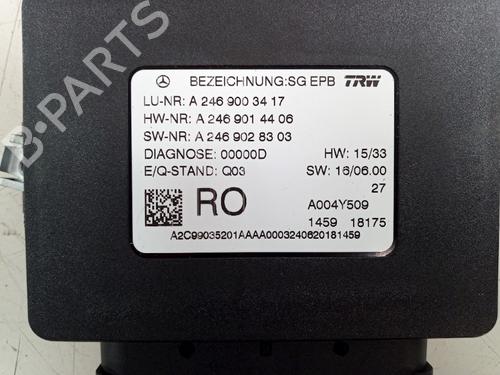 BEZEICHNUNG:SG EPB TRW
LU-NR: A 246 900 34 17
HW-NR: A 246 901 44 06
SW-NR: A 246 902 83 03
DIAGNOSE: 00000D HW: 15/33
E/Q-STAND: Q03 SW: 16/06.00
27
RO A004Y509
1459 18175
A2C99035201AAAA0003240620181459
B-PARTS